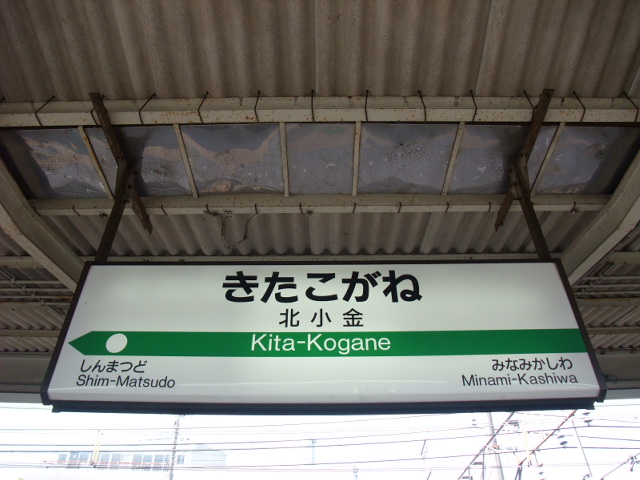 きたこがね
北小金
Kita-Kogane
しんまつど
Shim-Matsudo
みなみかしわ
Minami-Kashiwa